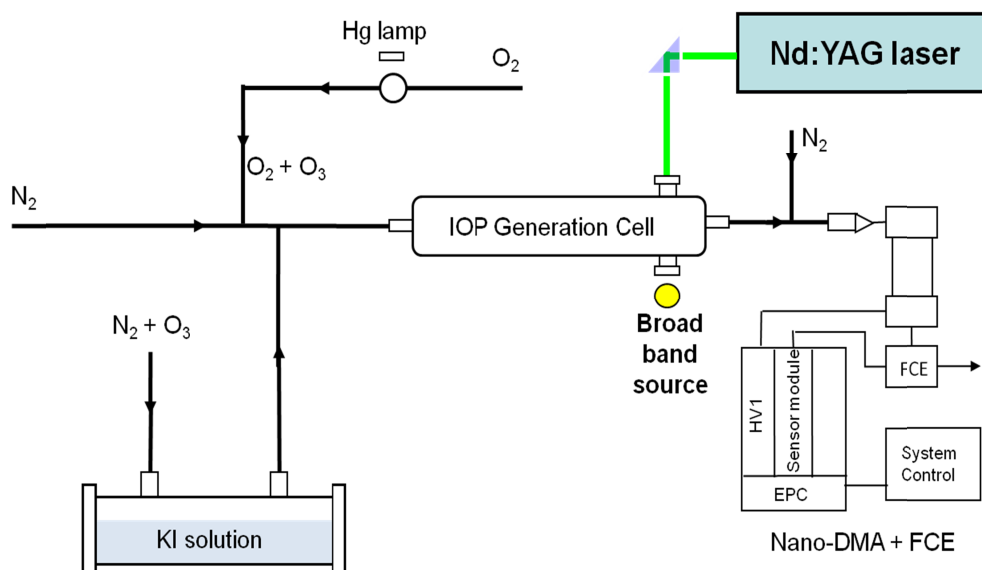 Hg lamp
O₂
Nd:YAG laser
N₂
O₂ + O₃
N₂
IOP Generation Cell
N₂ + O₃
Broad
band
source
HV1
Sensor module
FCE
EPC
System
Control
KI solution
Nano-DMA + FCE